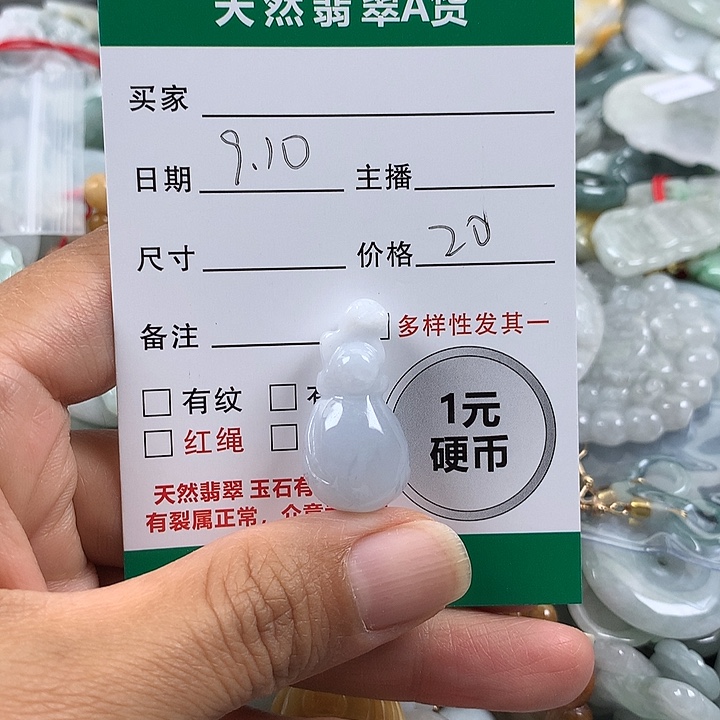 天然翡翠A货
买家
日期 9.10 主播
尺寸 价格 20
备注 多样性发其一
有纹
红绳
1元
硬币
天然翡翠 玉石有
有裂属正常，介意